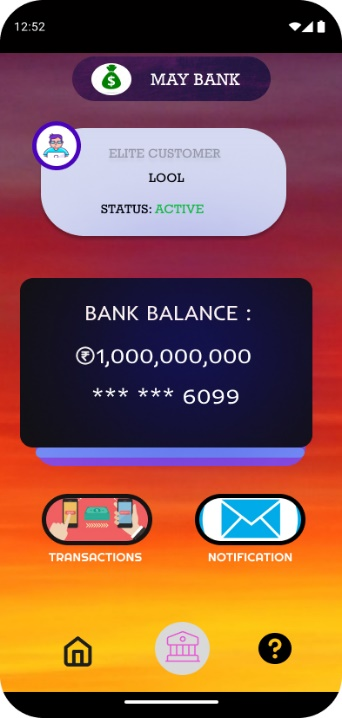 12:52
$ MAY BANK
ELITE CUSTOMER
LOOL
STATUS: ACTIVE
BANK BALANCE :
₹1,000,000,000
*** *** 6099
TRANSACTIONS
NOTIFICATION
?